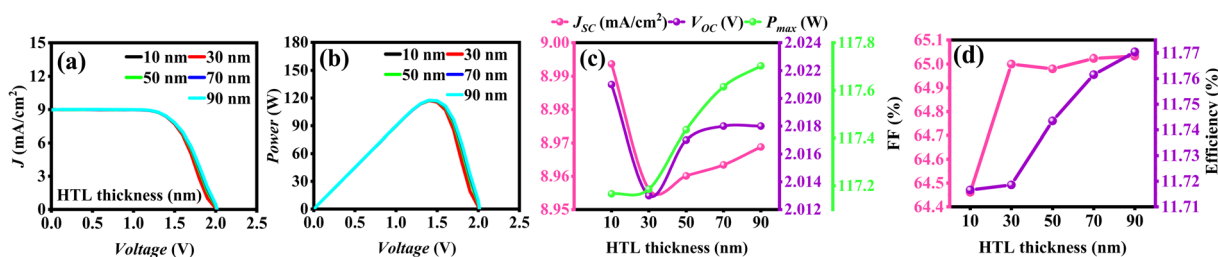 (a)
10 nm 30 nm
50 nm 70 nm
90 nm
HTL thickness (nm)
J (mA/cm²)
15
12
9
6
3
0
0.0 0.5 1.0 1.5 2.0 2.5
Voltage (V)
(b)
10 nm 30 nm
50 nm 70 nm
90 nm
Power (W)
180
150
120
90
60
30
0
0.0 0.5 1.0 1.5 2.0 2.5
Voltage (V)
J_SC (mA/cm²) V_OC (V) P_max (W)
(c)
9.00
8.99
8.98
8.97
8.96
8.95
2.024
2.022
2.020
2.018
2.016
2.014
2.012
117.8
117.6
117.4
117.2
10 30 50 70 90
HTL thickness (nm)
(d)
FF (%)
65.1
65.0
64.9
64.8
64.7
64.6
64.5
64.4
Efficiency (%)
11.77
11.76
11.75
11.74
11.73
11.72
11.71
10 30 50 70 90
HTL thickness (nm)